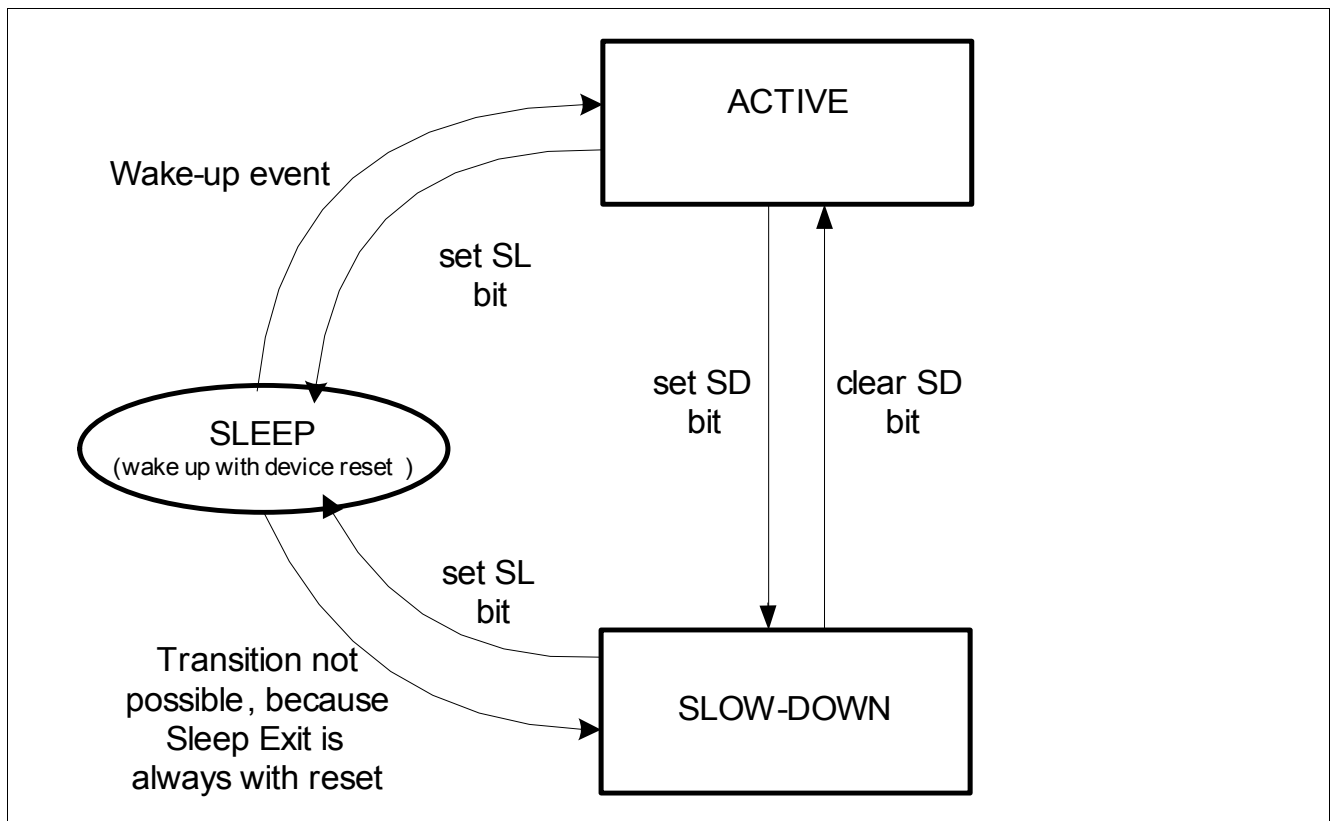 ACTIVE
Wake-up event
set SL
bit
set SD
bit
clear SD
bit
SLEEP
(wake up with device reset )
set SL
bit
Transition not
possible, because
Sleep Exit is
always with reset
SLOW-DOWN